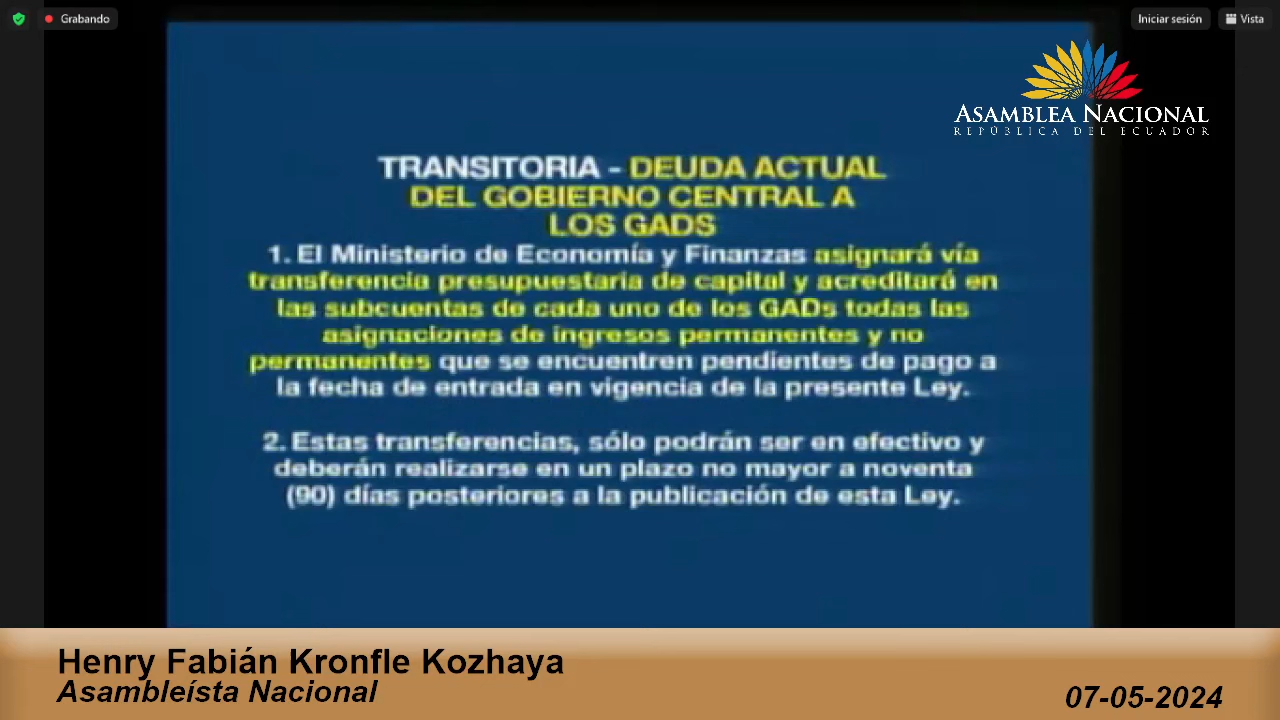 Grabando
Iniciar sesión
Vista
ASAMBLEA NACIONAL
REPÚBLICA DEL ECUADOR
TRANSITORIA - DEUDA ACTUAL
DEL GOBIERNO CENTRAL A
LOS GADS
1. El Ministerio de Economía y Finanzas asignará vía
transferencia presupuestaria de capital y acreditará en
las subcuentas de cada uno de los GADs todas las
asignaciones de ingresos permanentes y no
permanentes que se encuentren pendientes de pago a
la fecha de entrada en vigencia de la presente Ley.
2. Estas transferencias, sólo podrán ser en efectivo y
deberán realizarse en un plazo no mayor a noventa
(90) días posteriores a la publicación de esta Ley.
Henry Fabián Kronfle Kozhaya
Asambleísta Nacional
07-05-2024